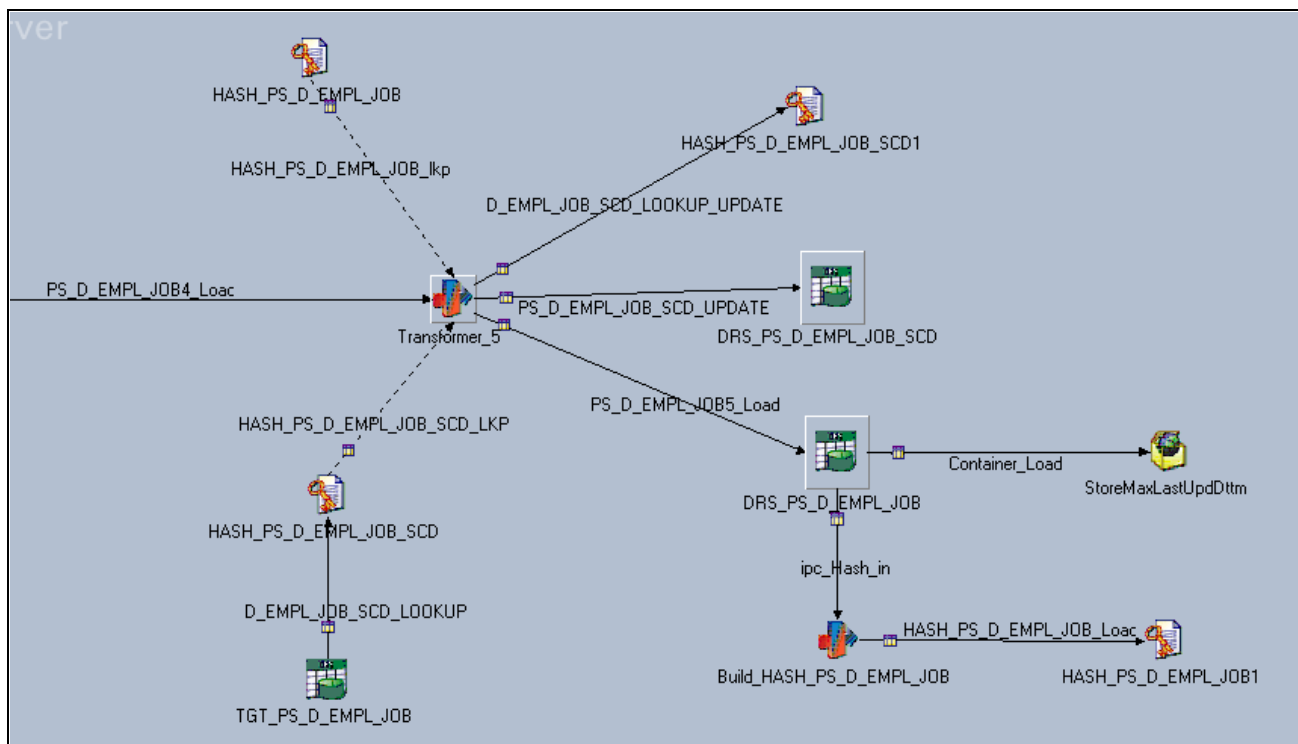 rver
HASH_PS_D_EMPL_JOB
HASH_PS_D_EMPL_JOB_SCD1
HASH_PS_D_EMPL_JOB_lkp
D_EMPL_JOB_SCD_LOOKUP_UPDATE
PS_D_EMPL_JOB4_Loac
PS_D_EMPL_JOB_SCD_UPDATE
Transformer_5
DRS_PS_D_EMPL_JOB_SCD
PS_D_EMPL_JOB5_Load
HASH_PS_D_EMPL_JOB_SCD_LKP
Container_Load
StoreMaxLastUpdDttm
DRS_PS_D_EMPL_JOB
HASH_PS_D_EMPL_JOB_SCD
ipc_Hash_in
D_EMPL_JOB_SCD_LOOKUP
HASH_PS_D_EMPL_JOB_Loac
Build_HASH_PS_D_EMPL_JOB
HASH_PS_D_EMPL_JOB1
TGT_PS_D_EMPL_JOB